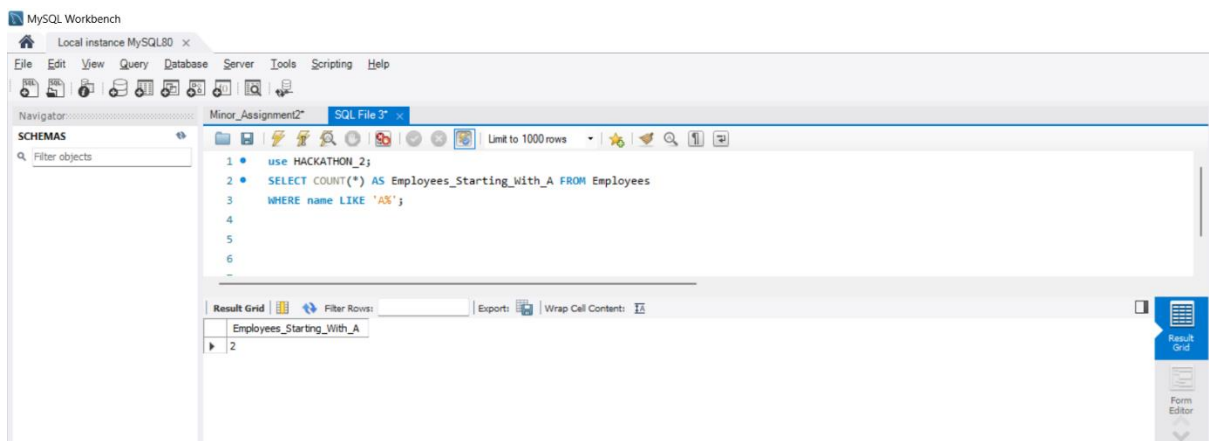 MySQL Workbench
Local instance MySQL80 ×
File Edit View Query Database Server Tools Scripting Help
Navigator
Minor_Assignment2* SQL File 3* ×
SCHEMAS
Limit to 1000 rows
Filter objects
1 use HACKATHON_2;
2 SELECT COUNT(*) AS Employees_Starting_With_A FROM Employees
3 WHERE name LIKE 'A%';
4
5
6
Result Grid Filter Rows: Export: Wrap Cell Content:
Employees_Starting_With_A
2
Result
Grid
Form
Editor